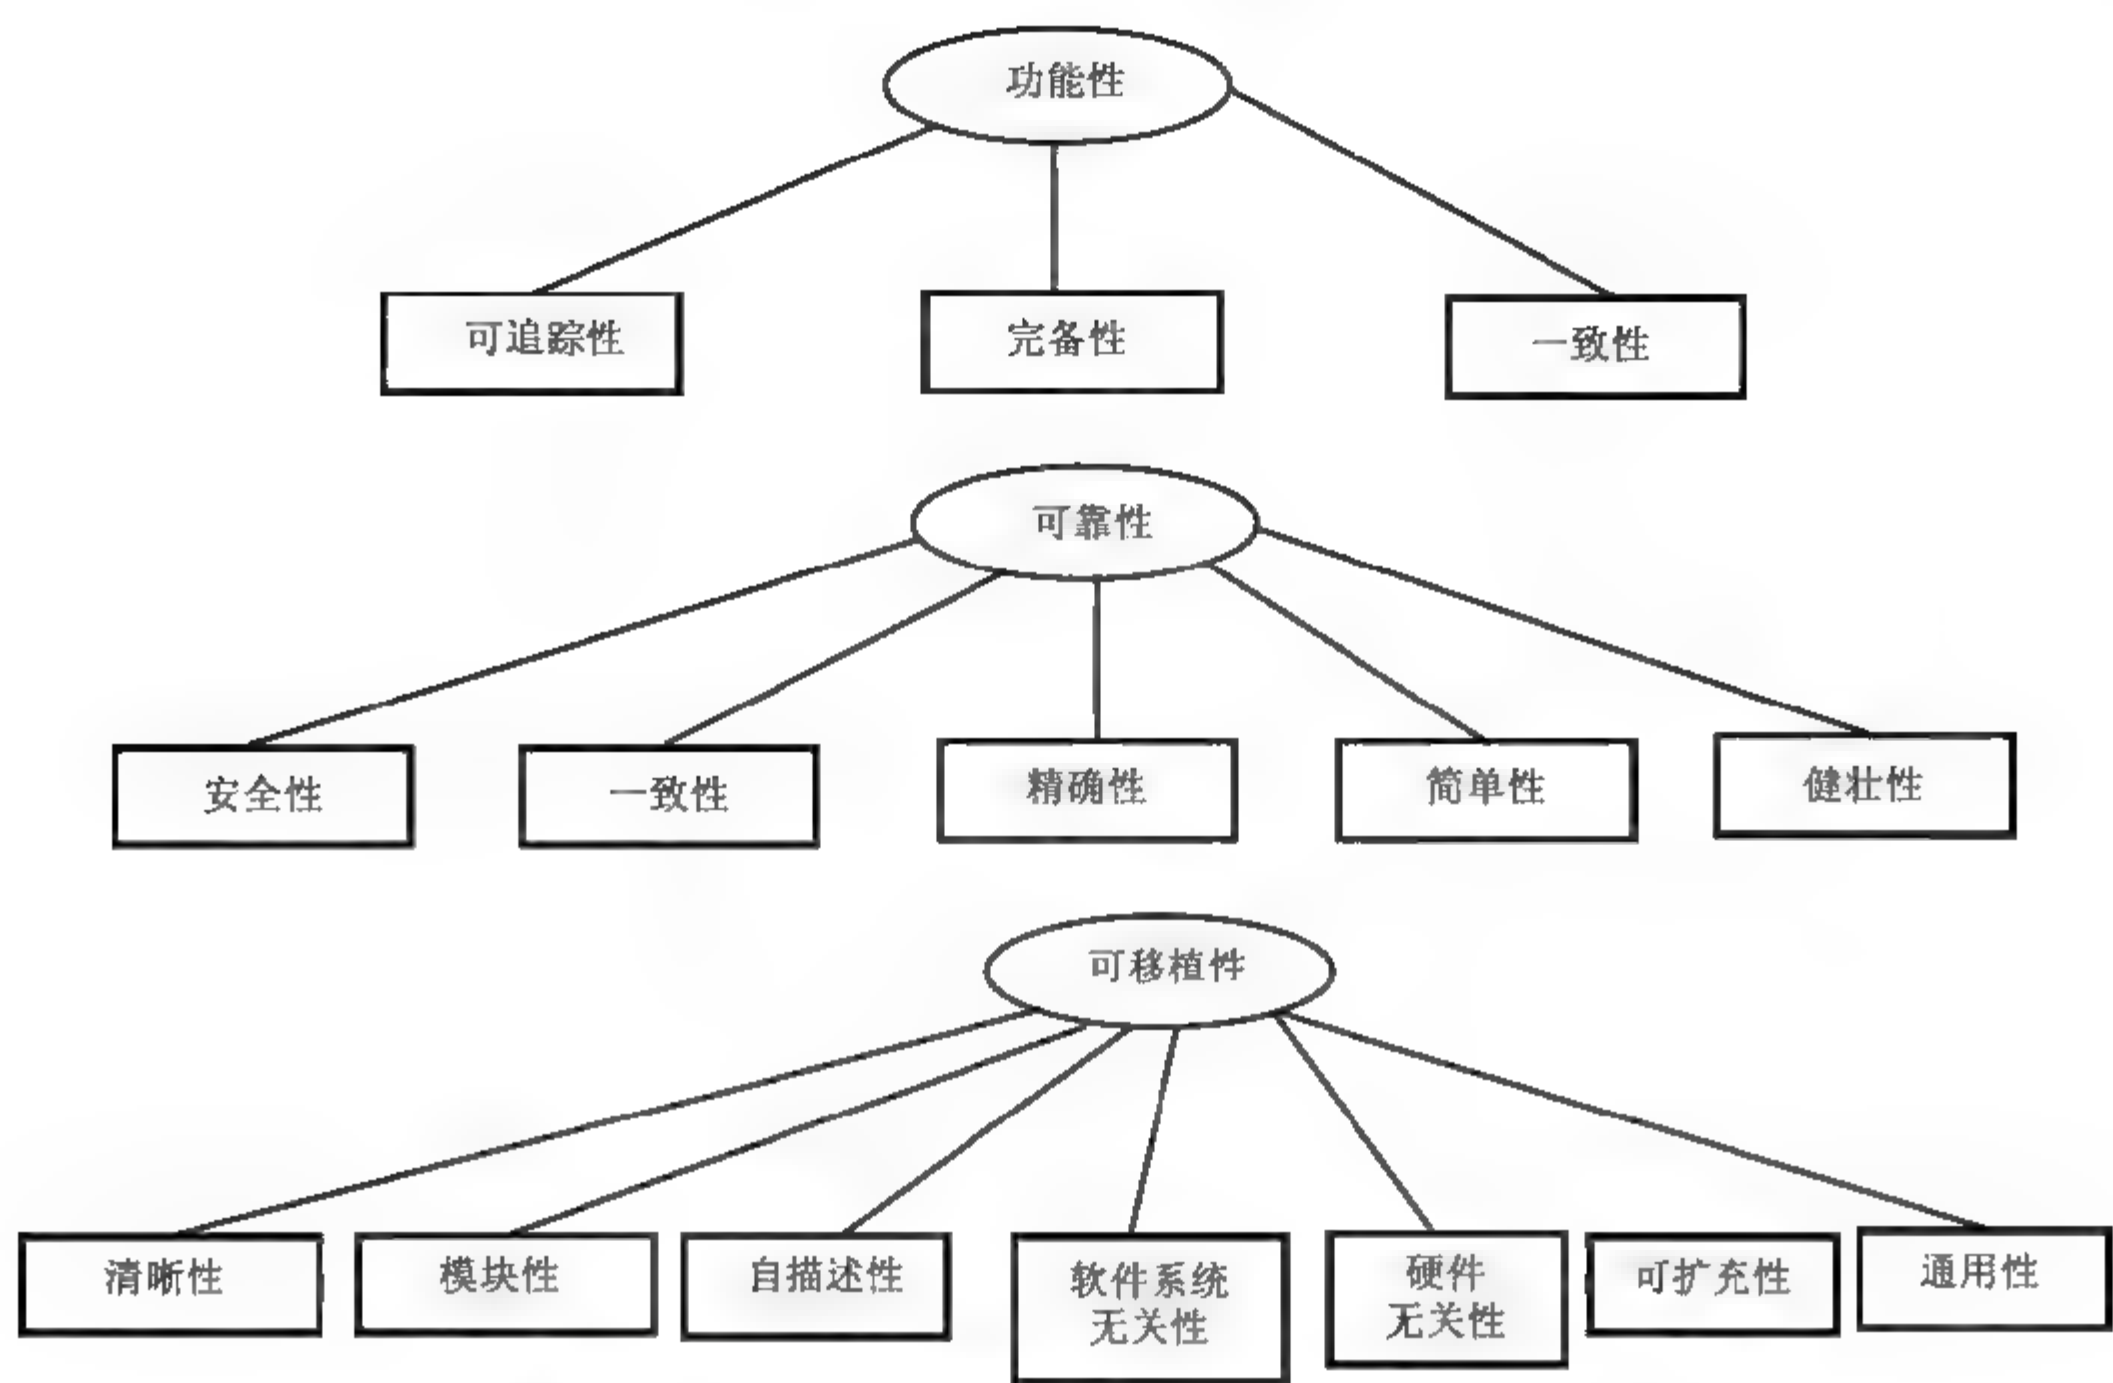 功能性
可追踪性
完备性
一致性
可靠性
安全性
一致性
精确性
简单性
健壮性
可移植性
清晰性
模块性
自描述性
软件系统
无关性
硬件
无关性
可扩充性
通用性